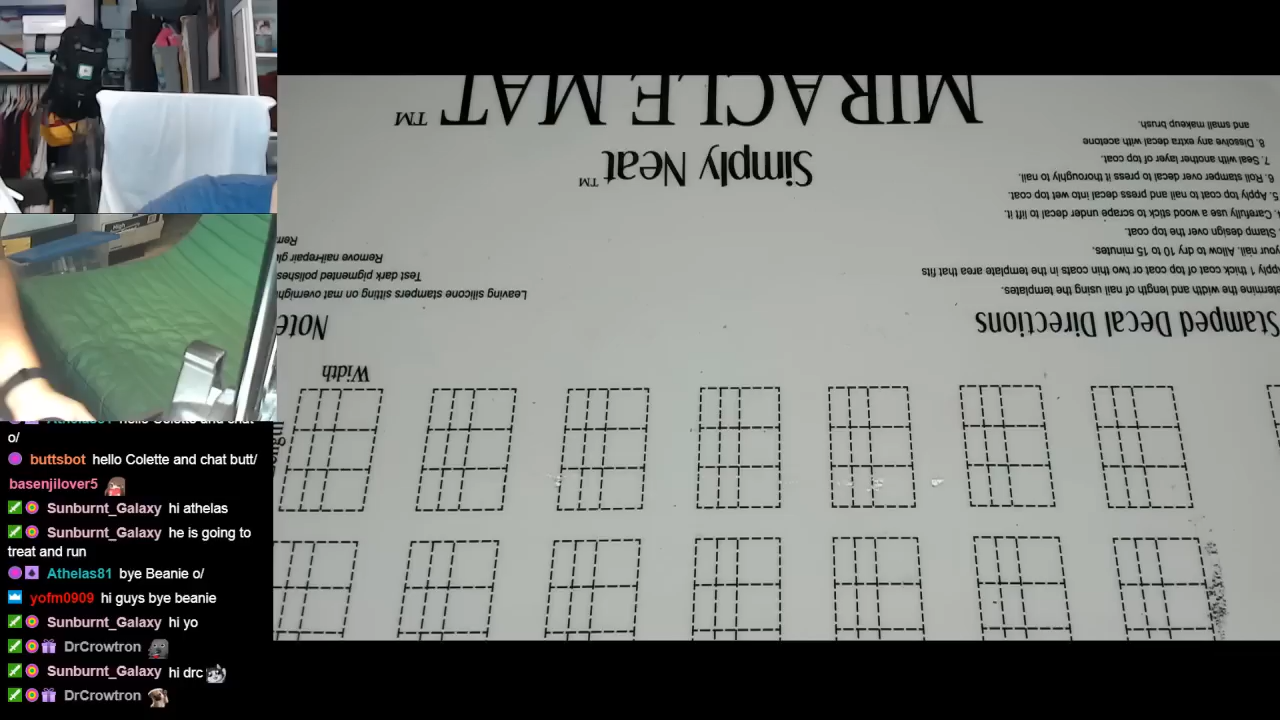 MIRACLE MAT™
Simply Neat™
and small makeup brush.
8. Dissolve any extra decal with acetone
7. Seal with another layer of top coat.
6. Roll stamper over decal to press it thoroughly to nail.
5. Apply top coat to nail and press decal into wet top coat.
Carefully use a wood stick to scrape under decal to lift it
Stamp design over the top coat.
your nail. Allow to dry 10 to 15 minutes.
Apply 1 thick coat of top coat or two thin coats in the template area that fits
the width and length of nail using the templates.
Stamped Decal Directions
Rem
Remove nail-repair gl
Test dark pigmented polishes
Leaving silicone stampers sitting on mat overnigh
Note
Width
hello Colette and chat
o/
buttsbot hello Colette and chat butt/
basenjilover5
Sunburnt_Galaxy hi athelas
Sunburnt_Galaxy he is going to
treat and run
Athelas81 bye Beanie o/
yofm0909 hi guys bye beanie
Sunburnt_Galaxy hi yo
DrCrowtron
Sunburnt_Galaxy hi drc
DrCrowtron